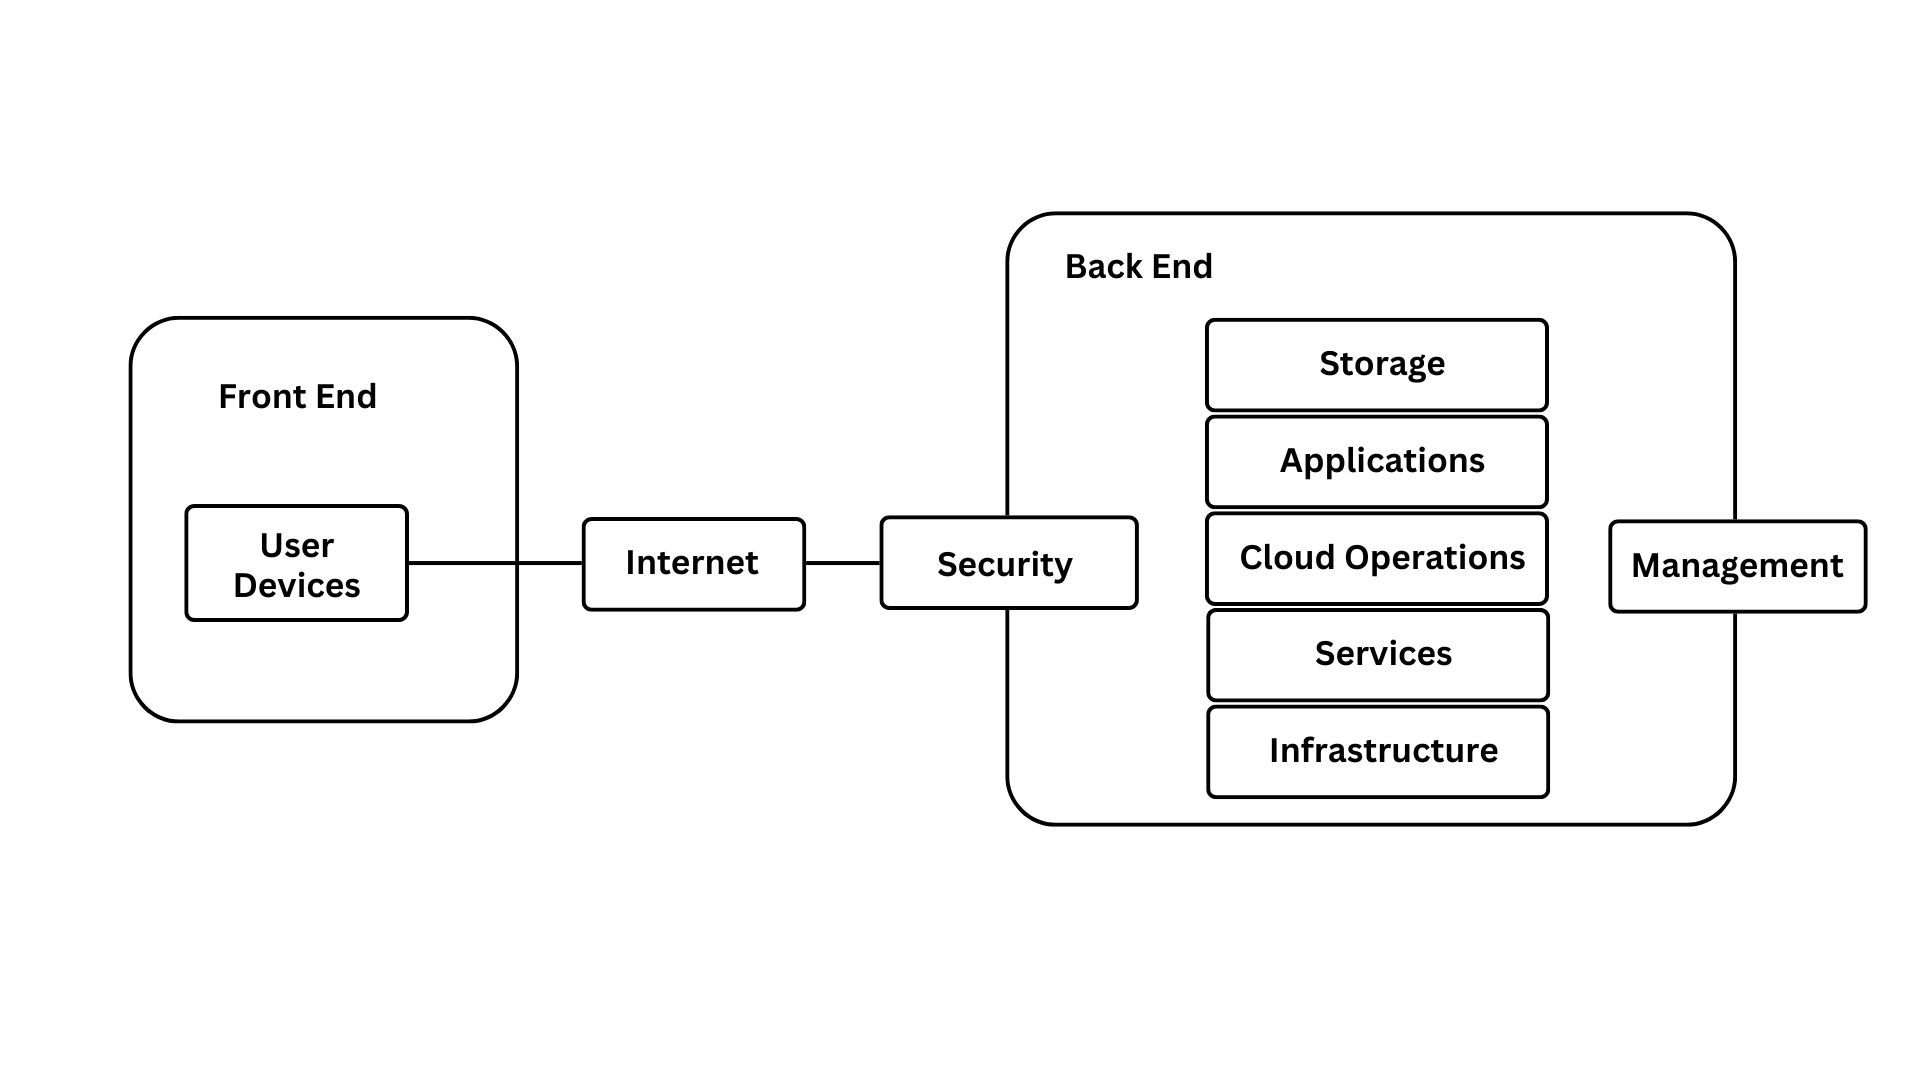 Front End
User
Devices
Internet
Security
Back End
Storage
Applications
Cloud Operations
Services
Infrastructure
Management